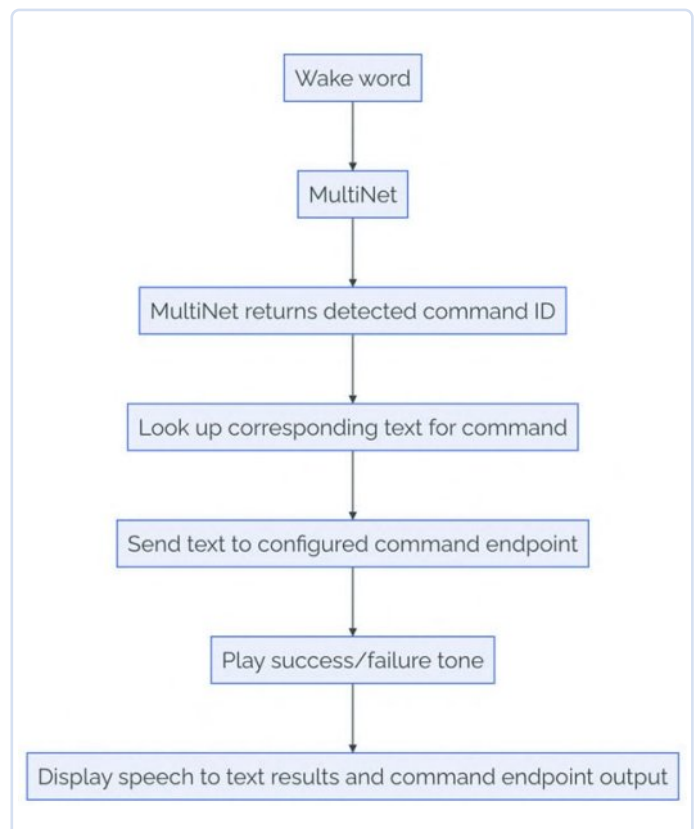 Wake word
MultiNet
MultiNet returns detected command ID
Look up corresponding text for command
Send text to configured command endpoint
Play success/failure tone
Display speech to text results and command endpoint output